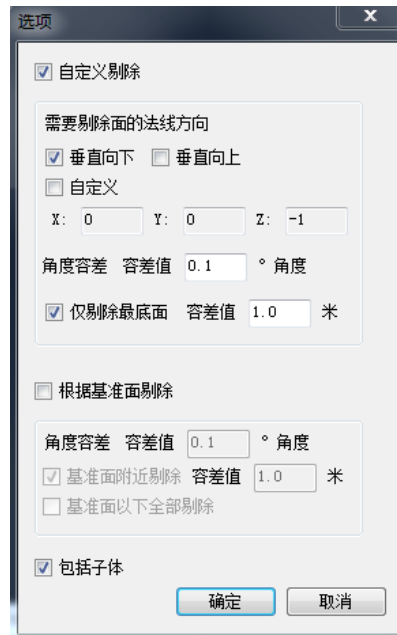 选项
自定义剔除
需要剔除面的法线方向
垂直向下 垂直向上
自定义
X: 0 Y: 0 Z: -1
角度容差 容差值 0.1 °角度
仅剔除最底面 容差值 1.0 米
根据基准面剔除
角度容差 容差值 0.1 °角度
基准面附近剔除 容差值 1.0 米
基准面以下全部剔除
包括子体
确定 取消